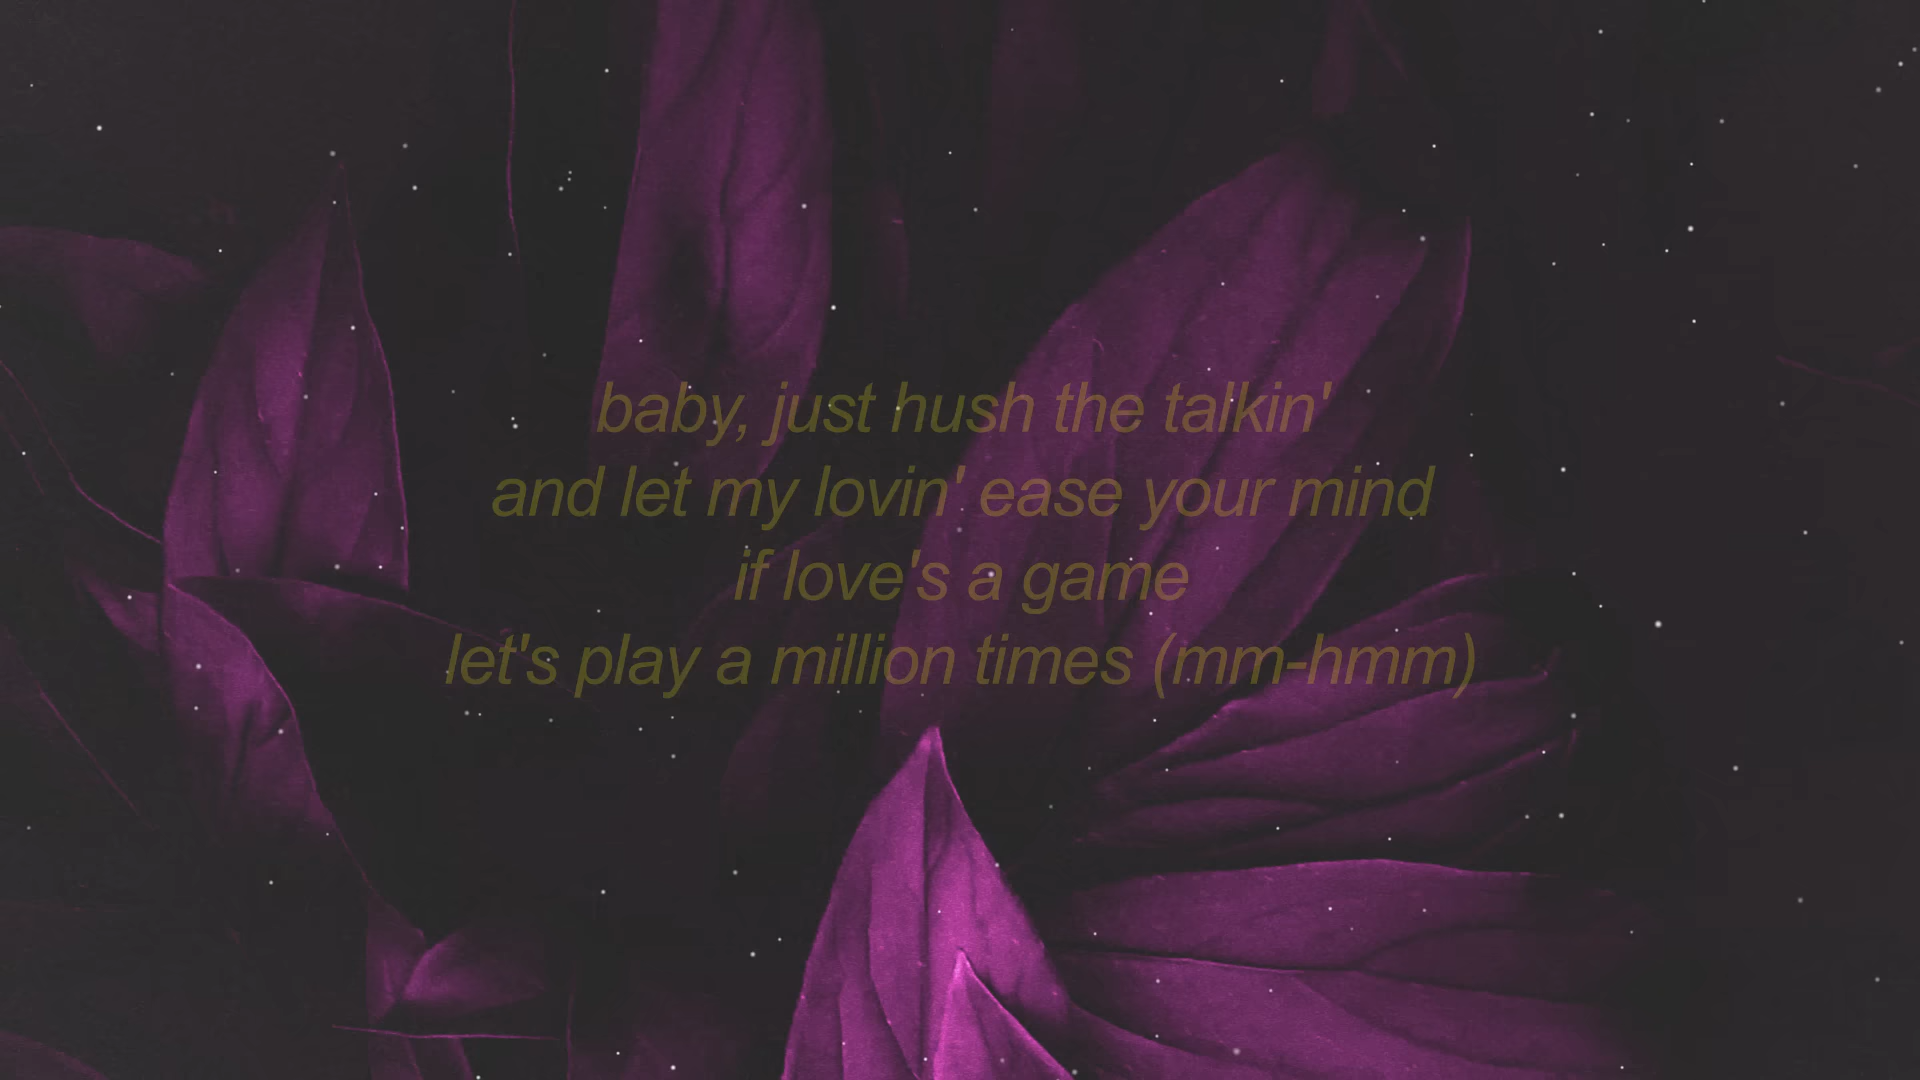 baby, just hush the talkin'
and let my lovin' ease your mind
if love's a game
let's play a million times (mm-hmm)